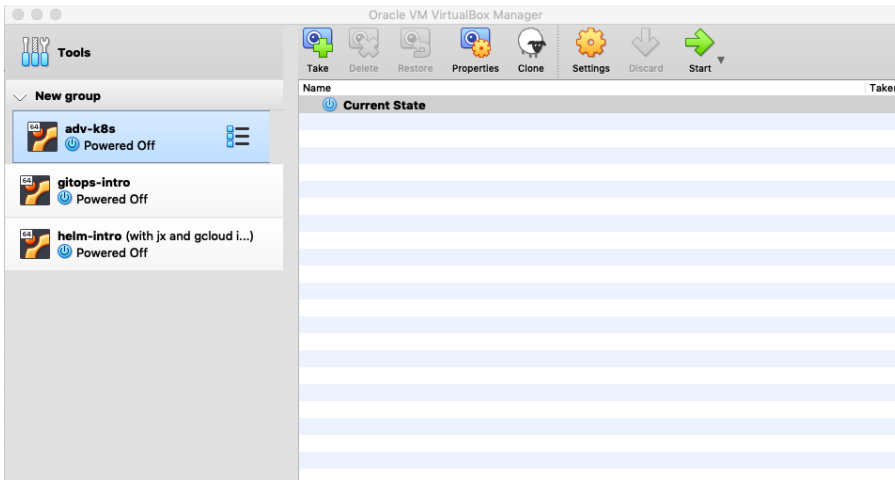 Oracle VM VirtualBox Manager
Tools
Take Delete Restore Properties Clone Settings Discard Start
Name Taken
Current State
New group
64
adv-k8s
Powered Off
64
gitops-intro
Powered Off
64
helm-intro (with jx and gcloud i...)
Powered Off